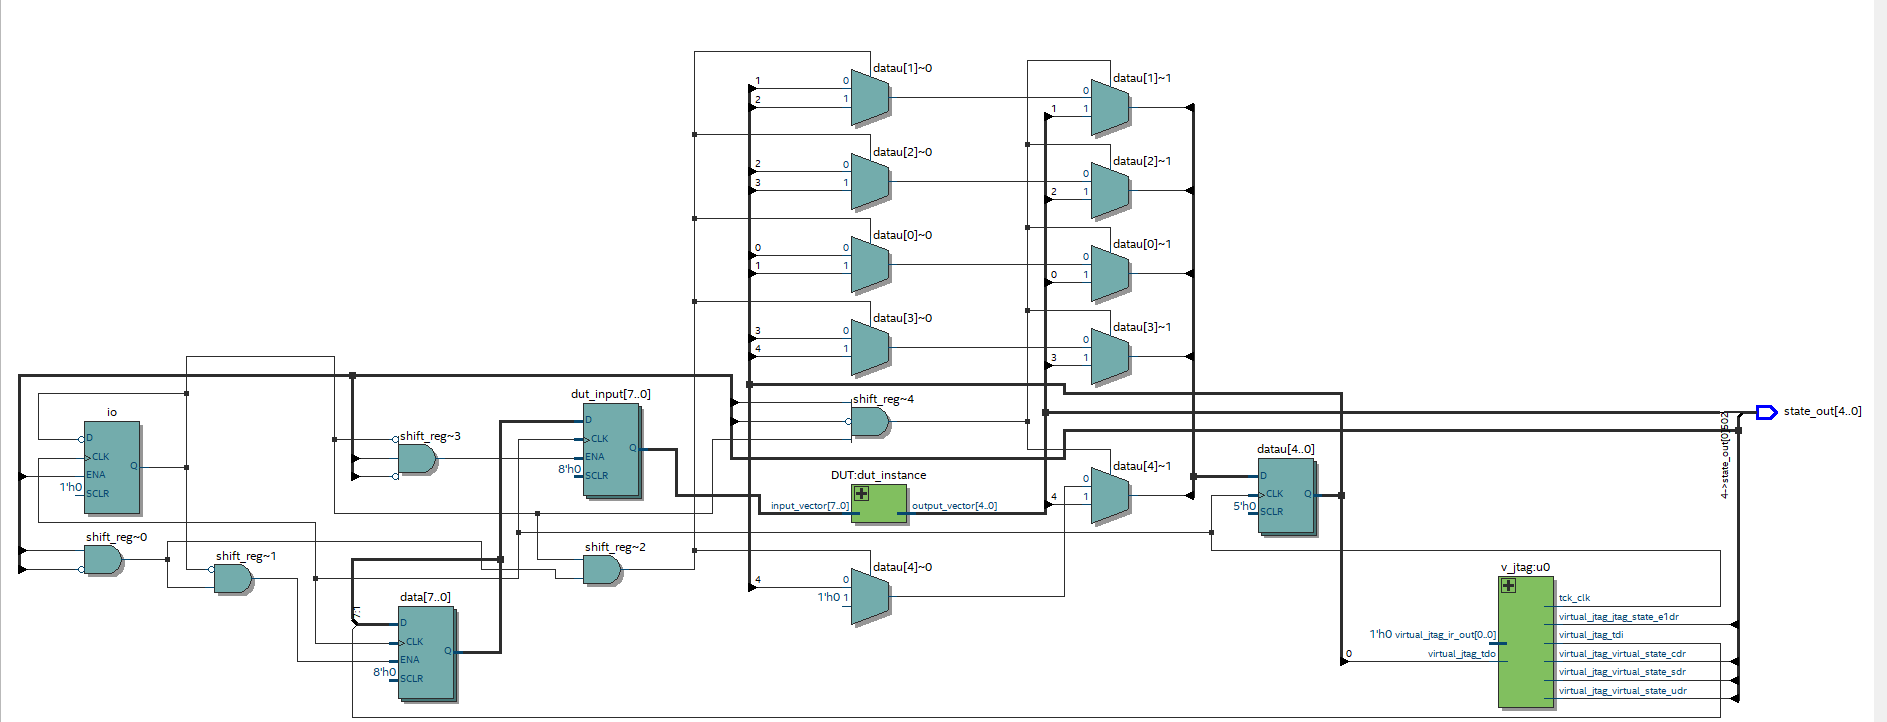 datau[1]~0
1
0
2
1
datau[1]~1
0
1
1
datau[2]~0
2
0
3
1
datau[2]~1
0
2
1
datau[0]~0
0
0
1
1
datau[0]~1
0
0
1
datau[3]~0
3
0
4
1
datau[3]~1
0
3
1
io
D
CLK
Q
ENA
1'h0
SCLR
shift_reg~3
dut_input[7..0]
D
CLK
Q
ENA
8'h0
SCLR
shift_reg~4
state_out[4..0]
DUT:dut_instance
input_vector[7..0]
output_vector[4..0]
datau[4]~1
0
4
1
datau[4..0]
D
CLK
Q
5'h0
SCLR
shift_reg~0
shift_reg~1
shift_reg~2
datau[4]~0
4
0
1'h0
1
data[7..0]
7:1
D
CLK
Q
ENA
8'h0
SCLR
v_jtag:u0
tck_clk
virtual_jtag_jtag_state_e1dr
1'h0
virtual_jtag_ir_out[0..0]
virtual_jtag_tdi
0
virtual_jtag_tdo
virtual_jtag_virtual_state_cdr
virtual_jtag_virtual_state_sdr
virtual_jtag_virtual_state_udr